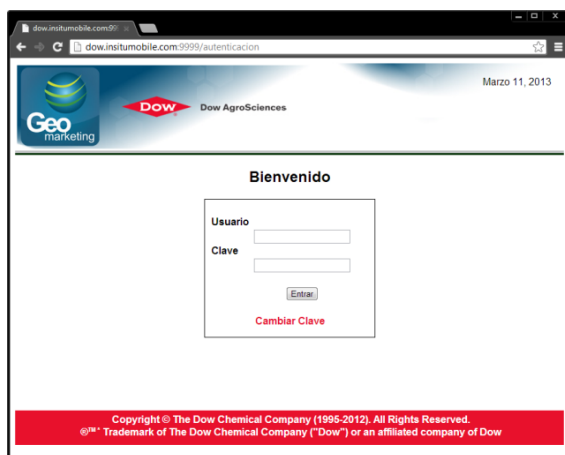 dow.insitumobile.com:99
dow.insitumobile.com:9999/autenticacion
Marzo 11, 2013
Geo
marketing
DOW
Dow AgroSciences
Bienvenido
Usuario
Clave
Entrar
Cambiar Clave
Copyright © The Dow Chemical Company (1995-2012). All Rights Reserved.
®™* Trademark of The Dow Chemical Company ("Dow") or an affiliated company of Dow